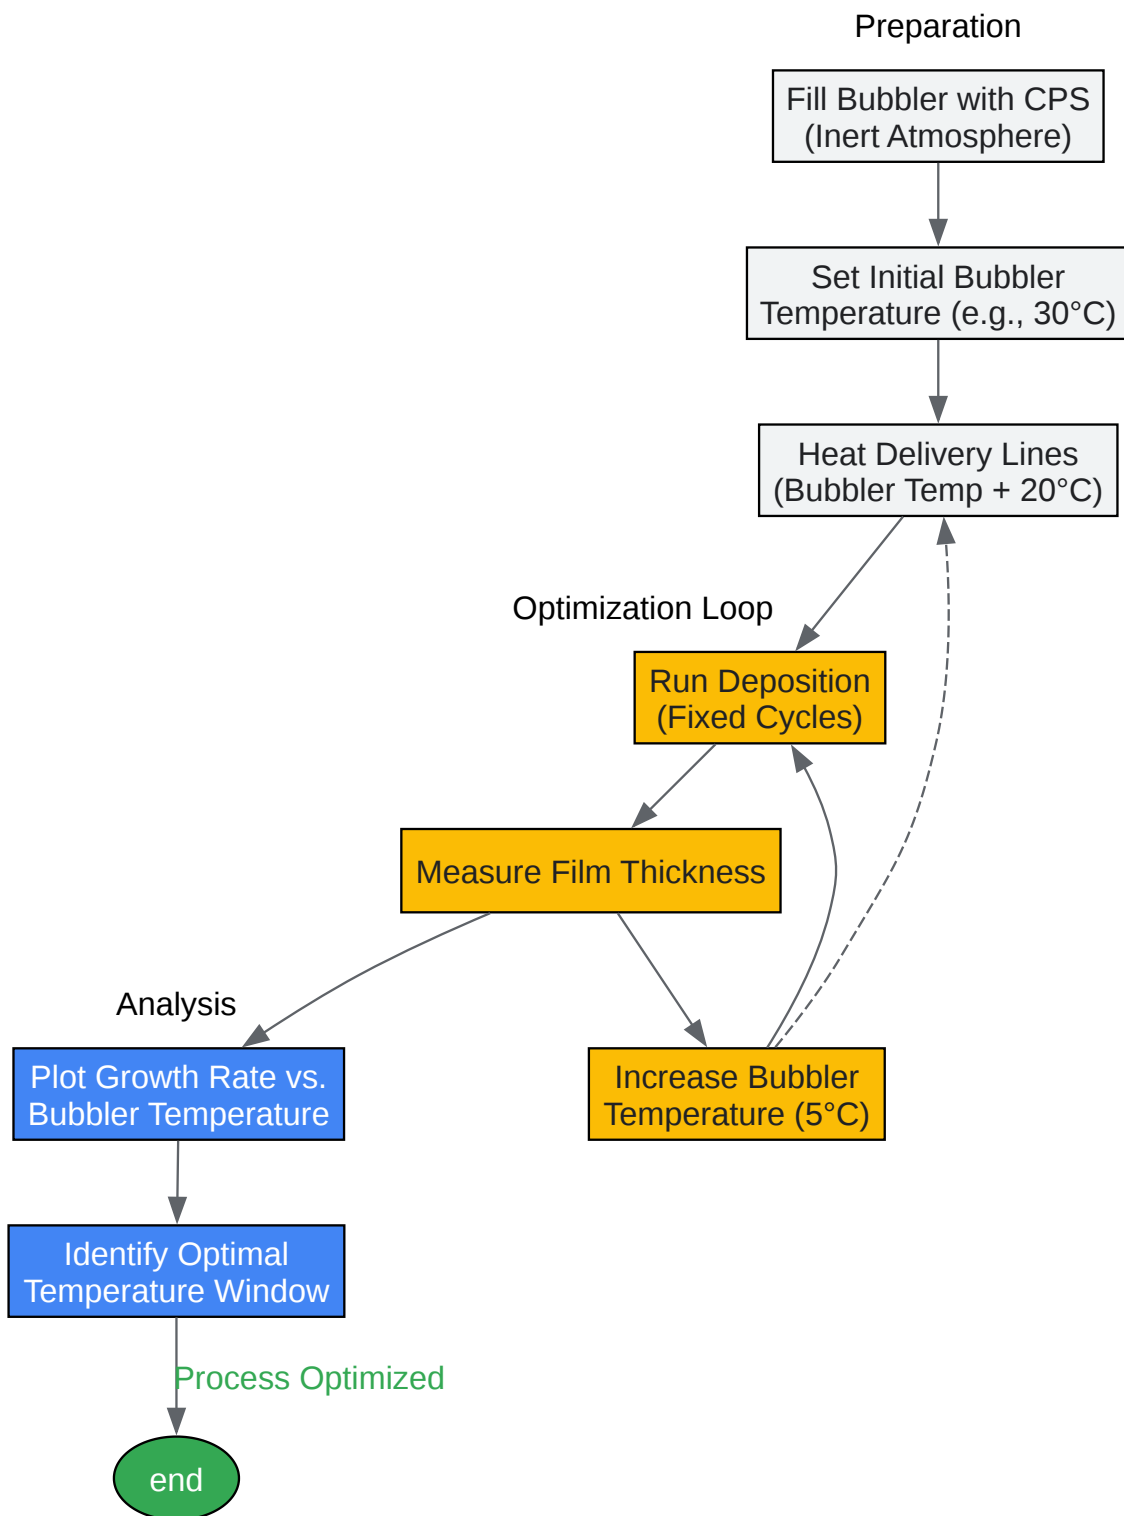 Preparation
Fill Bubbler with CPS
(Inert Atmosphere)
Set Initial Bubbler
Temperature (e.g., 30°C)
Heat Delivery Lines
(Bubbler Temp + 20°C)
Optimization Loop
Run Deposition
(Fixed Cycles)
Measure Film Thickness
Analysis
Plot Growth Rate vs.
Bubbler Temperature
Increase Bubbler
Temperature (5°C)
Identify Optimal
Temperature Window
Process Optimized
end